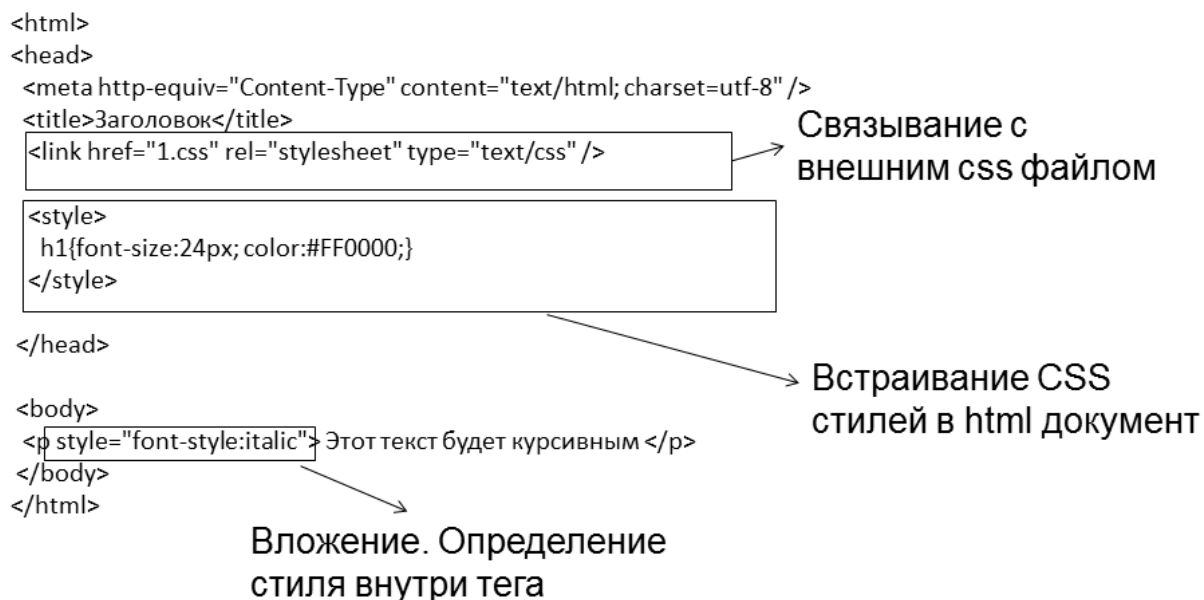 <html>
<head>
<meta http-equiv="Content-Type" content="text/html; charset=utf-8" />
<title>Заголовок</title>
<link href="1.css" rel="stylesheet" type="text/css" />
Связывание с
внешним css файлом
<style>
h1{font-size:24px; color:#FF0000;}
</style>
</head>
Встраивание CSS
стилей в html документ
<body>
<p style="font-style:italic"> Этот текст будет курсивным </p>
</body>
</html>
Вложение. Определение
стиля внутри тега